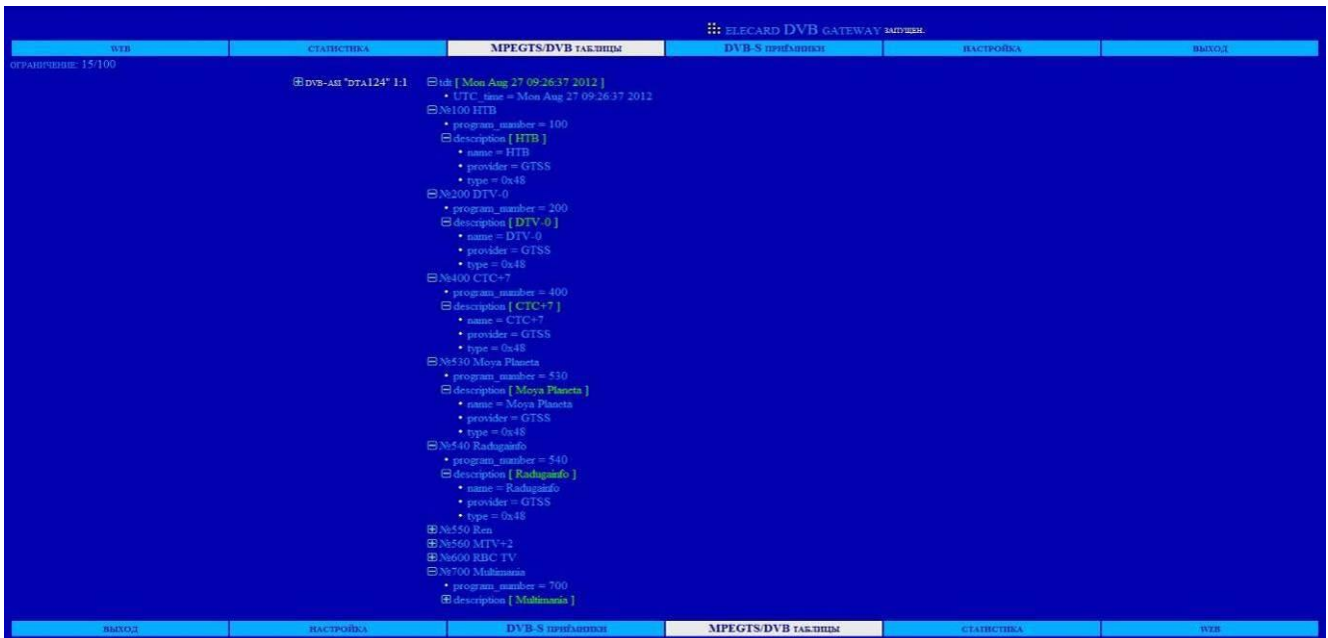 ELECARD DVB GATEWAY ЗАПУЩЕН.
WEB СТАТИСТИКА MPEGTS/DVB ТАБЛИЦЫ DVB-S ПРИЁМНИКИ НАСТРОЙКА ВЫХОД
ОГРАНИЧЕНИЕ: 15/100
DVB-ASI "DTA124" 1:1 tdt [ Mon Aug 27 09:26:37 2012 ]
• UTC_time = Mon Aug 27 09:26:37 2012
№100 НТВ
• program_number = 100
description [ НТВ ]
• name = НТВ
• provider = GTSS
• type = 0x48
№200 DTV-0
• program_number = 200
description [ DTV-0 ]
• name = DTV-0
• provider = GTSS
• type = 0x48
№400 СТС+7
• program_number = 400
description [ СТС+7 ]
• name = СТС+7
• provider = GTSS
• type = 0x48
№530 Moya Planeta
• program_number = 530
description [ Moya Planeta ]
• name = Moya Planeta
• provider = GTSS
• type = 0x48
№540 Radugainfo
• program_number = 540
description [ Radugainfo ]
• name = Radugainfo
• provider = GTSS
• type = 0x48
№550 Ren
№560 MTV+2
№600 RBC TV
№700 Multimania
• program_number = 700
description [ Multimania ]
ВЫХОД НАСТРОЙКА DVB-S ПРИЁМНИКИ MPEGTS/DVB ТАБЛИЦЫ СТАТИСТИКА WEB